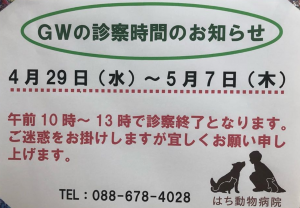 GWの診察時間のお知らせ
4月29日（水）～5月7日（木）
午前10時～13時で診察終了となります。
ご迷惑をお掛けしますが宜しくお願い申し
上げます。
TEL：088-678-4028
はち動物病院